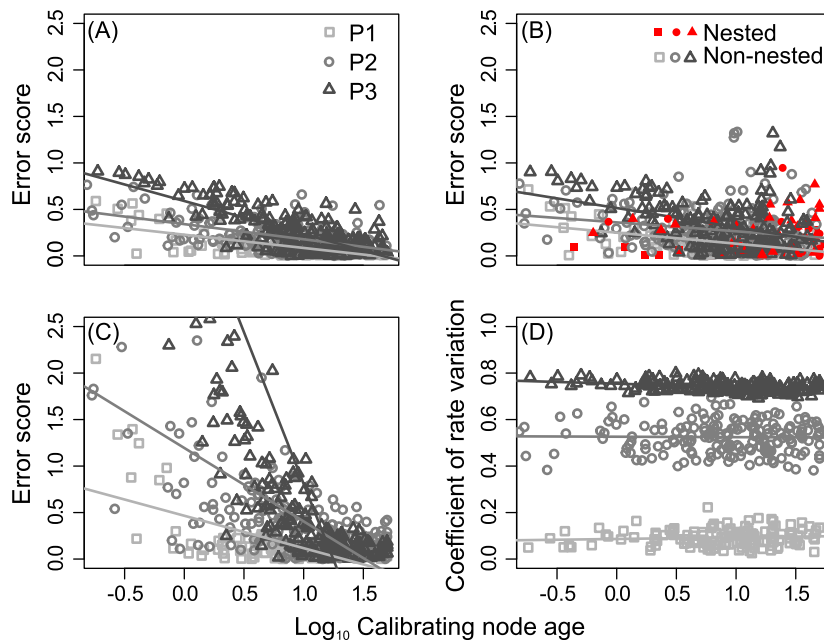 (A)
P1
P2
P3
Error score
0.0 0.5 1.0 1.5 2.0 2.5
(B)
Nested
Non-nested
Error score
0.0 0.5 1.0 1.5 2.0 2.5
(C)
Error score
0.0 0.5 1.0 1.5 2.0 2.5
-0.5 0.0 0.5 1.0 1.5
(D)
Coefficient of rate variation
0.0 0.2 0.4 0.6 0.8 1.0
-0.5 0.0 0.5 1.0 1.5
Log₁₀ Calibrating node age